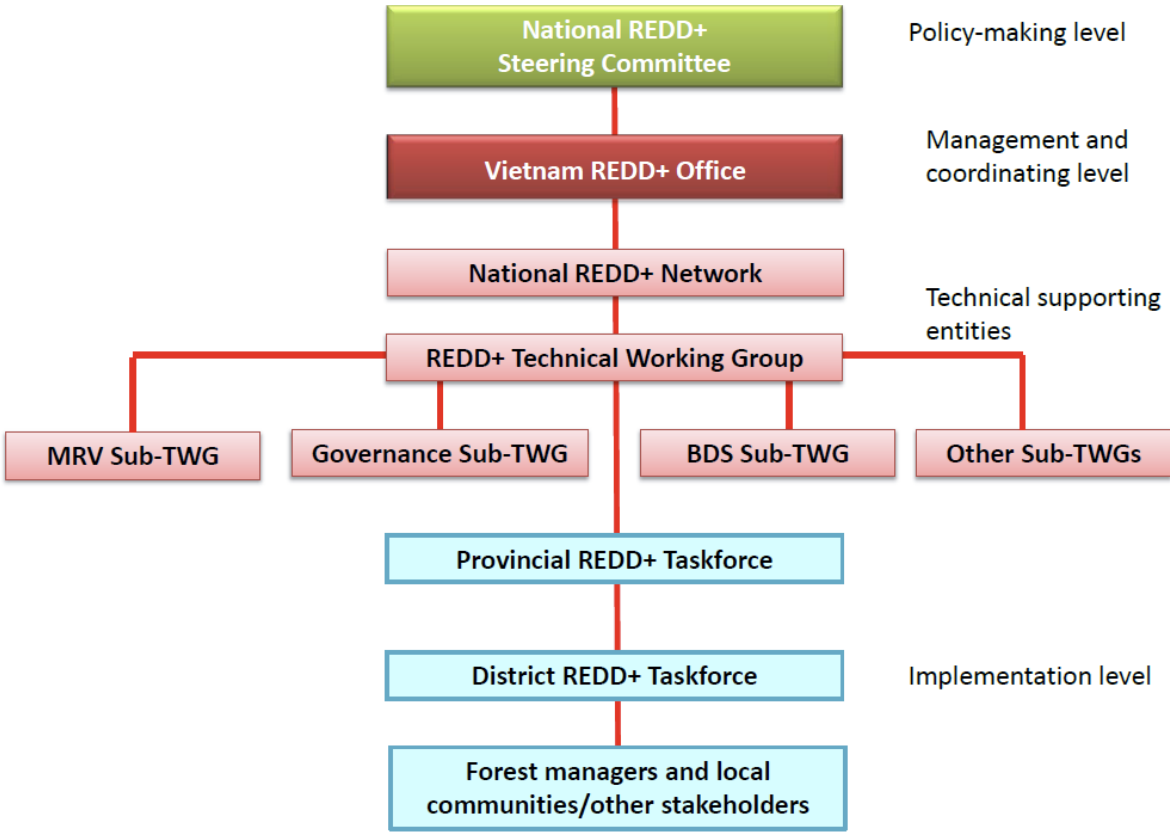 National REDD+
Steering Committee
Policy-making level
Vietnam REDD+ Office
Management and
coordinating level
National REDD+ Network
Technical supporting
entities
REDD+ Technical Working Group
MRV Sub-TWG
Governance Sub-TWG
BDS Sub-TWG
Other Sub-TWGs
Provincial REDD+ Taskforce
District REDD+ Taskforce
Implementation level
Forest managers and local
communities/other stakeholders